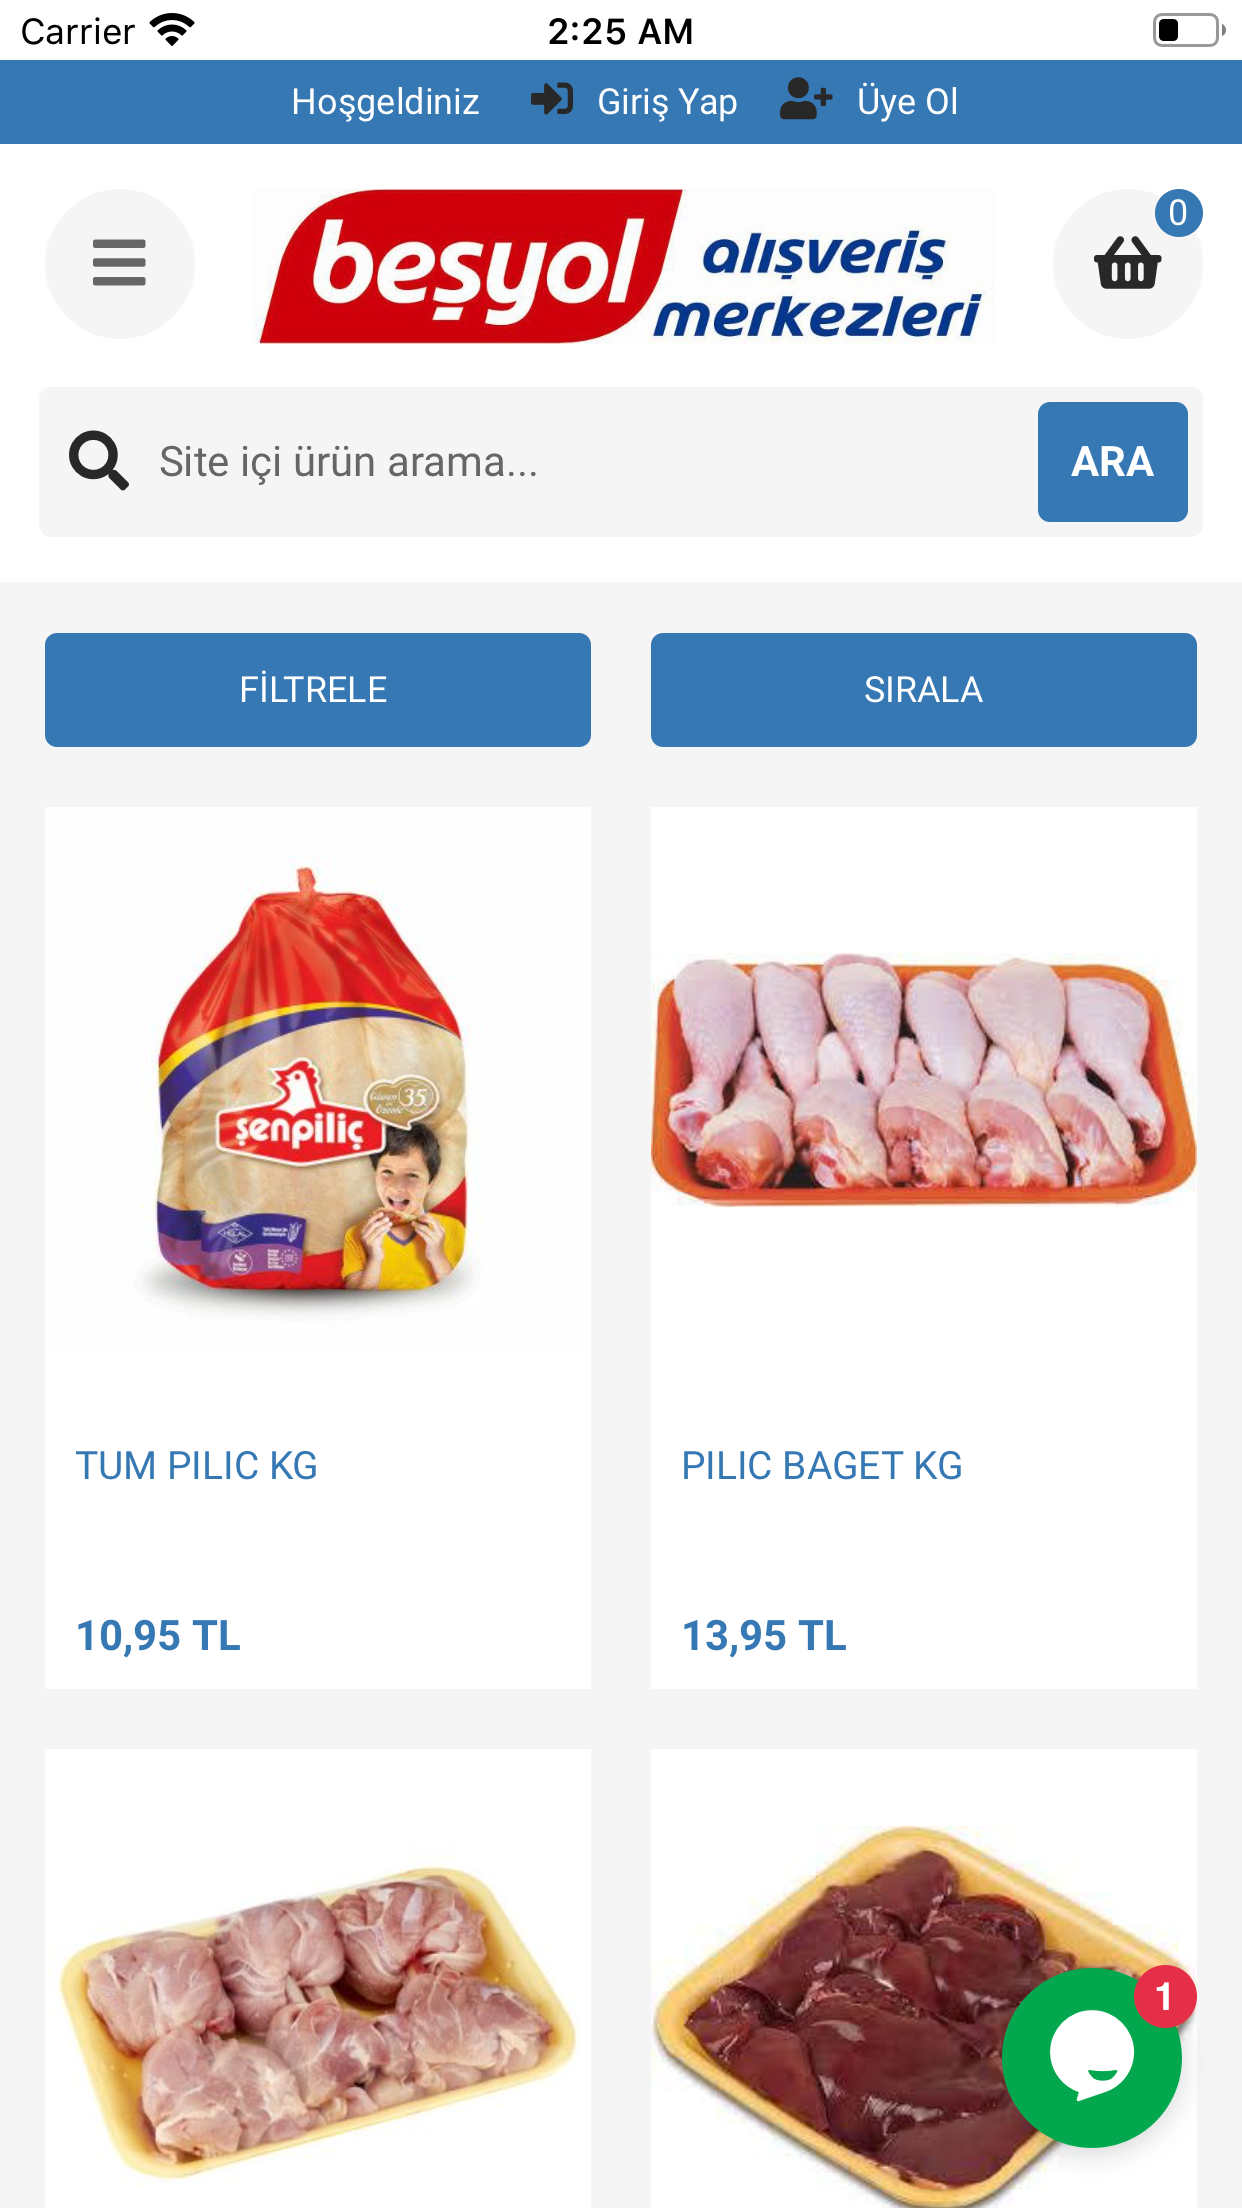 Carrier
2:25 AM
Hoşgeldiniz Giriş Yap Üye Ol
beşyol alışveriş
merkezleri
0
Site içi ürün arama...
ARA
FİLTRELE
SIRALA
35
şenpiliç
HELAL
TUM PILIC KG
10,95 TL
PILIC BAGET KG
13,95 TL
1